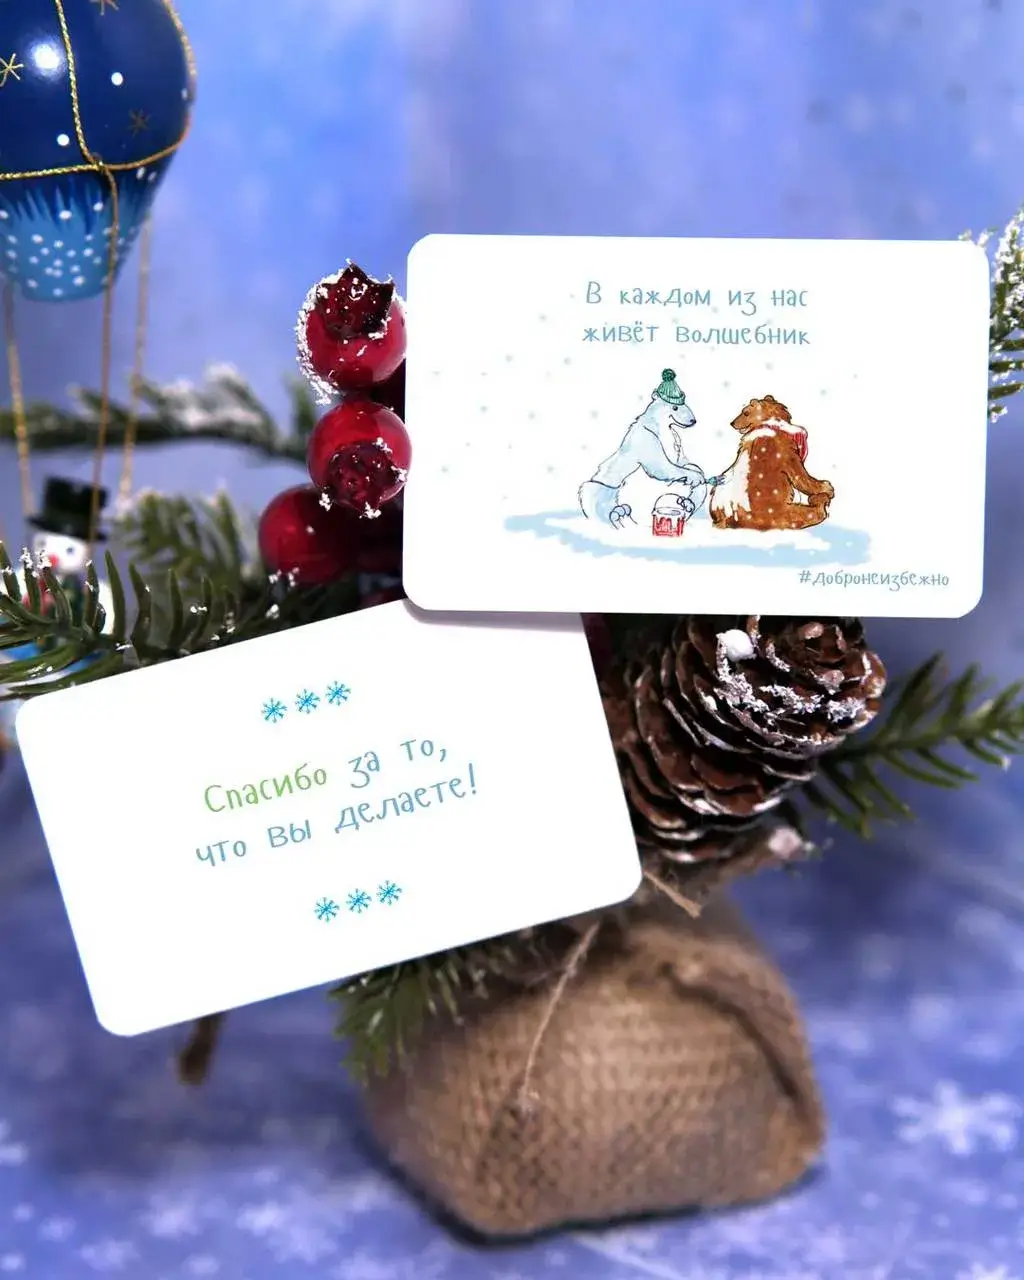 В каждом из нас
живёт волшебник
#добронеизбежно
Спасибо за то,
что вы делаете!